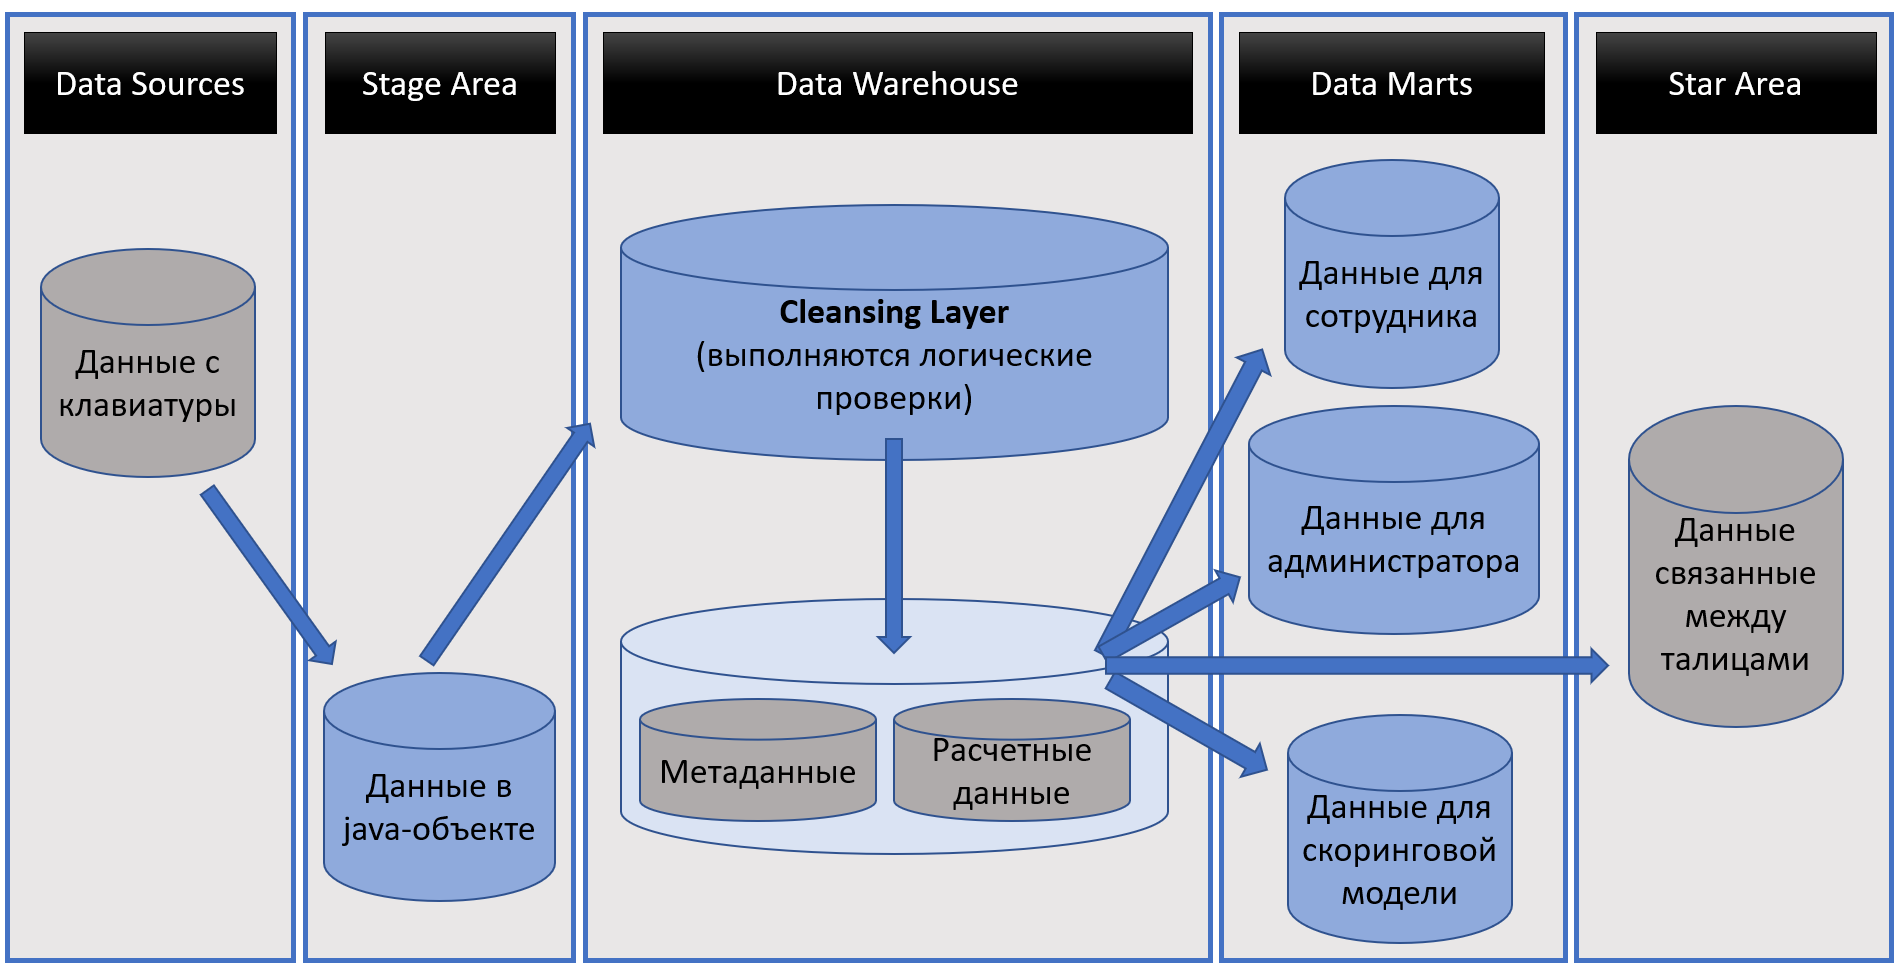 Data Sources
Stage Area
Data Warehouse
Data Marts
Star Area
Данные с
клавиатуры
Данные в
java-объекте
Cleansing Layer
(выполняются логические
проверки)
Метаданные
Расчетные
данные
Данные для
сотрудника
Данные для
администратора
Данные для
скоринговой
модели
Данные
связанные
между
талицами